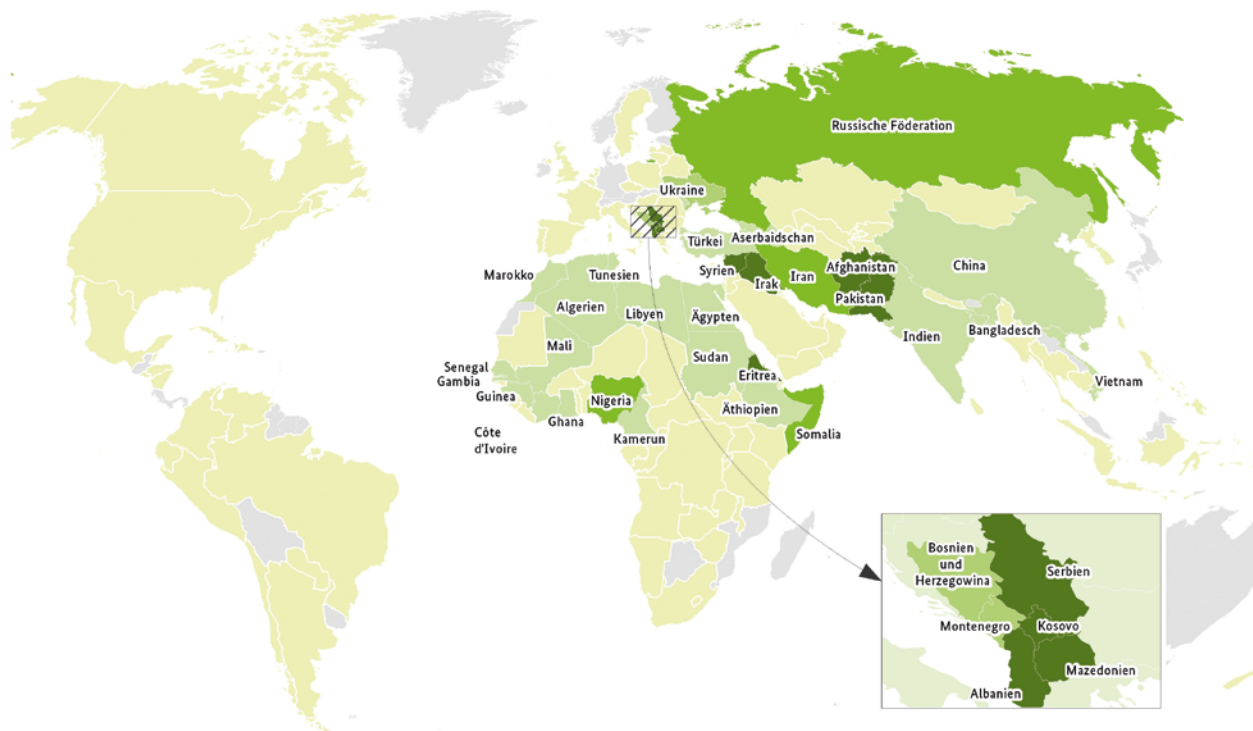 Russische Föderation
Ukraine
Türkei
Aserbaidschan
Marokko
Tunesien
Syrien
Irak
Iran
Afghanistan
Pakistan
China
Algerien
Libyen
Ägypten
Indien
Bangladesch
Mali
Sudan
Eritrea
Vietnam
Senegal
Gambia
Guinea
Nigeria
Äthiopien
Ghana
Côte
d'Ivoire
Kamerun
Somalia
Bosnien
und
Herzegowina
Serbien
Montenegro
Kosovo
Mazedonien
Albanien